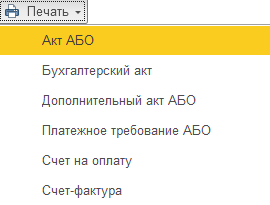 Печать
Акт АБО
Бухгалтерский акт
Дополнительный акт АБО
Платежное требование АБО
Счет на оплату
Счет-фактура